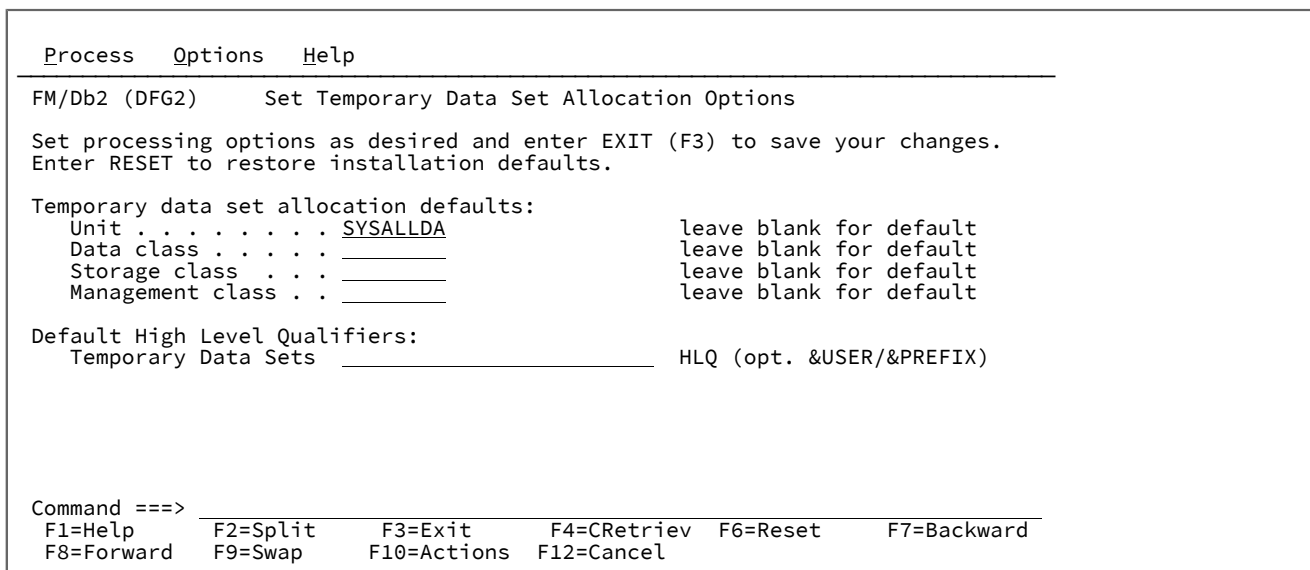 Process   Options   Help
FM/Db2 (DFG2)     Set Temporary Data Set Allocation Options
Set processing options as desired and enter EXIT (F3) to save your changes.
Enter RESET to restore installation defaults.
Temporary data set allocation defaults:
Unit . . . . . . . . SYSALLDA                  leave blank for default
Data class . . . . .                           leave blank for default
Storage class  . . .                           leave blank for default
Management class . .                           leave blank for default
Default High Level Qualifiers:
Temporary Data Sets                            HLQ (opt. &USER/&PREFIX)
Command ===>
F1=Help      F2=Split     F3=Exit      F4=CRetriev  F6=Reset     F7=Backward
F8=Forward   F9=Swap      F10=Actions  F12=Cancel